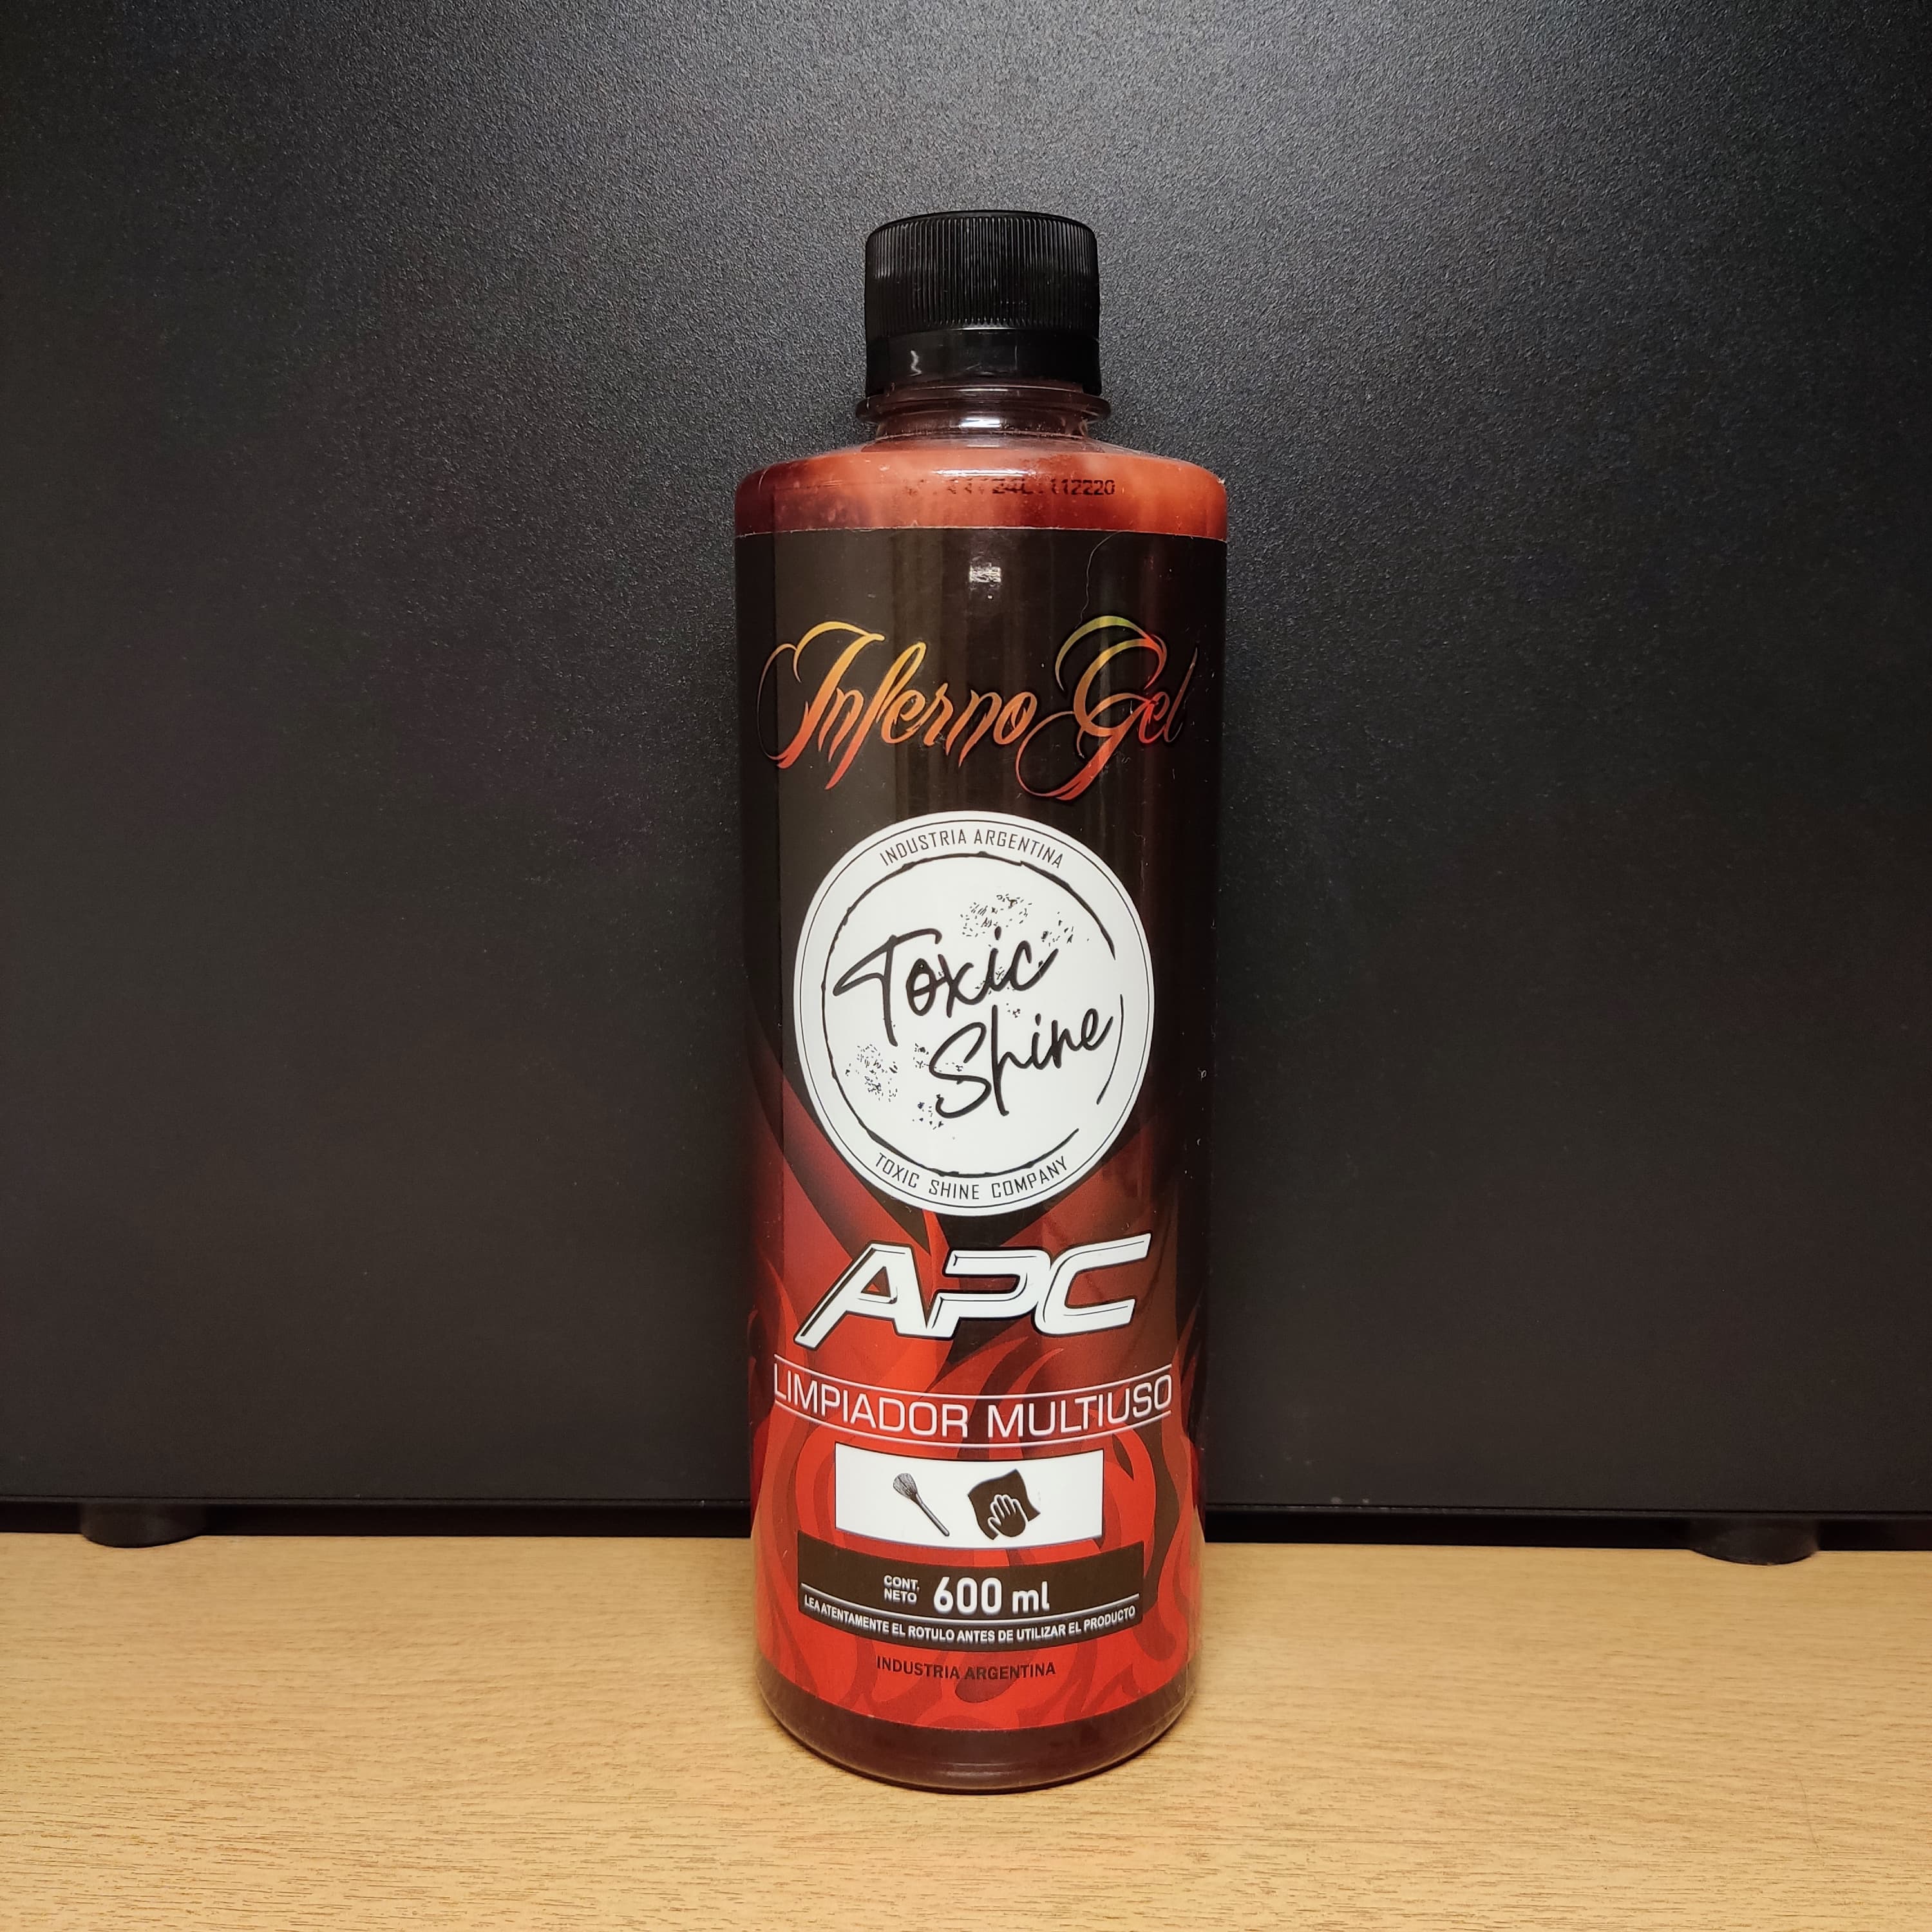 112220
Inferno Gel
INDUSTRIA ARGENTINA
Toxic
Shine
TOXIC SHINE COMPANY
APC
LIMPIADOR MULTIUSO
CONT.
NETO 600 ml
LEA ATENTAMENTE EL ROTULO ANTES DE UTILIZAR EL PRODUCTO
INDUSTRIA ARGENTINA